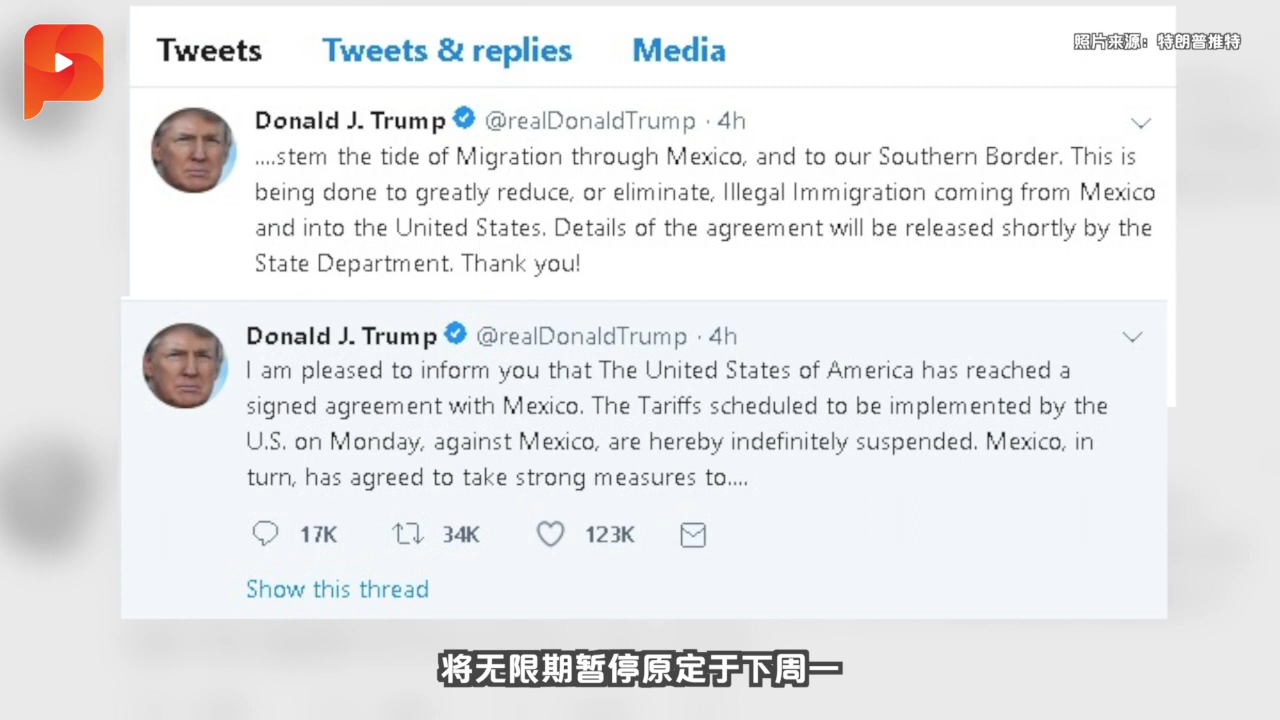 Tweets Tweets & replies Media
照片来源：特朗普推特
Donald J. Trump @realDonaldTrump · 4h
....stem the tide of Migration through Mexico, and to our Southern Border. This is
being done to greatly reduce, or eliminate, Illegal Immigration coming from Mexico
and into the United States. Details of the agreement will be released shortly by the
State Department. Thank you!
Donald J. Trump @realDonaldTrump · 4h
I am pleased to inform you that The United States of America has reached a
signed agreement with Mexico. The Tariffs scheduled to be implemented by the
U.S. on Monday, against Mexico, are hereby indefinitely suspended. Mexico, in
turn, has agreed to take strong measures to....
17K 34K 123K
Show this thread
将无限期暂停原定于下周一